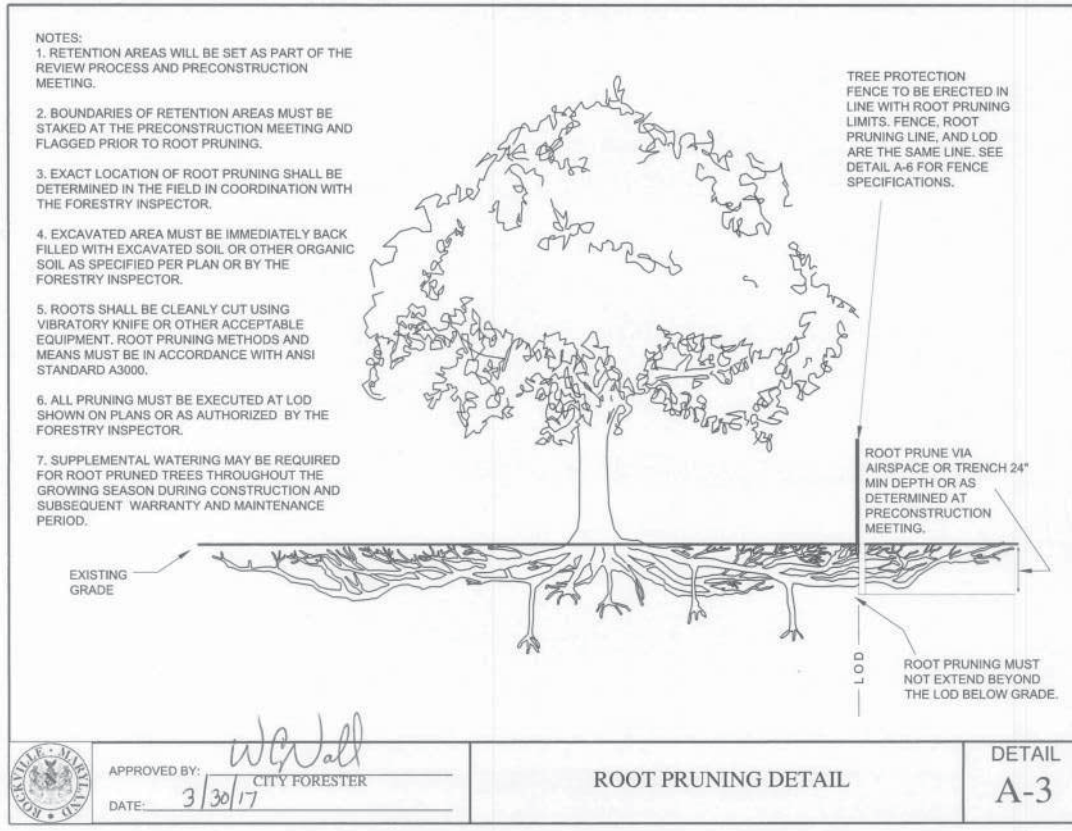 NOTES:
1. RETENTION AREAS WILL BE SET AS PART OF THE
REVIEW PROCESS AND PRECONSTRUCTION
MEETING.
2. BOUNDARIES OF RETENTION AREAS MUST BE
STAKED AT THE PRECONSTRUCTION MEETING AND
FLAGGED PRIOR TO ROOT PRUNING.
3. EXACT LOCATION OF ROOT PRUNING SHALL BE
DETERMINED IN THE FIELD IN COORDINATION WITH
THE FORESTRY INSPECTOR.
4. EXCAVATED AREA MUST BE IMMEDIATELY BACK
FILLED WITH EXCAVATED SOIL OR OTHER ORGANIC
SOIL AS SPECIFIED PER PLAN OR BY THE
FORESTRY INSPECTOR.
5. ROOTS SHALL BE CLEANLY CUT USING
VIBRATORY KNIFE OR OTHER ACCEPTABLE
EQUIPMENT. ROOT PRUNING METHODS AND
MEANS MUST BE IN ACCORDANCE WITH ANSI
STANDARD A3000.
6. ALL PRUNING MUST BE EXECUTED AT LOD
SHOWN ON PLANS OR AS AUTHORIZED BY THE
FORESTRY INSPECTOR.
7. SUPPLEMENTAL WATERING MAY BE REQUIRED
FOR ROOT PRUNED TREES THROUGHOUT THE
GROWING SEASON DURING CONSTRUCTION AND
SUBSEQUENT WARRANTY AND MAINTENANCE
PERIOD.
TREE PROTECTION
FENCE TO BE ERECTED IN
LINE WITH ROOT PRUNING
LIMITS. FENCE, ROOT
PRUNING LINE, AND LOD
ARE THE SAME LINE. SEE
DETAIL A-6 FOR FENCE
SPECIFICATIONS.
ROOT PRUNE VIA
AIRSPACE OR TRENCH 24"
MIN DEPTH OR AS
DETERMINED AT
PRECONSTRUCTION
MEETING.
EXISTING
GRADE
LOD
ROOT PRUNING MUST
NOT EXTEND BEYOND
THE LOD BELOW GRADE.
ROCKVILLE • MARYLAND
APPROVED BY:
CITY FORESTER
DATE: 3/30/17
ROOT PRUNING DETAIL
DETAIL
A-3